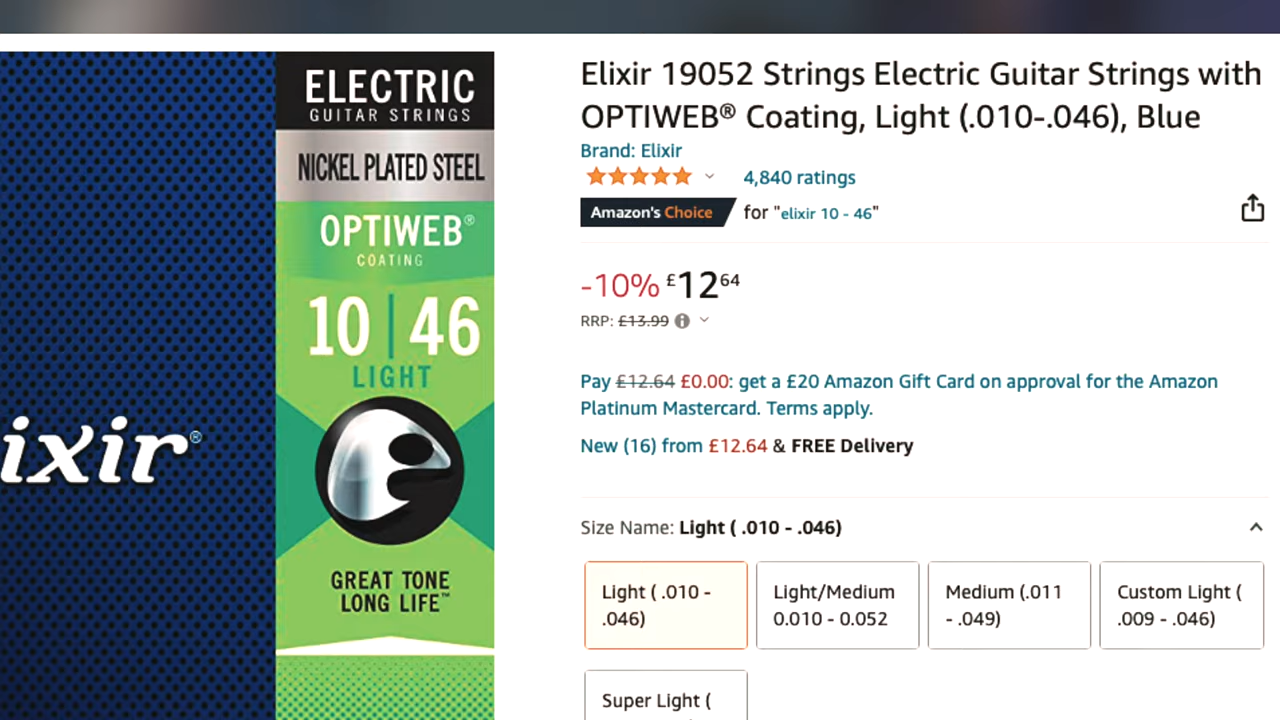 ELECTRIC
GUITAR STRINGS
NICKEL PLATED STEEL
OPTIWEB®
COATING
10 | 46
LIGHT
ixir®
GREAT TONE
LONG LIFE™
Elixir 19052 Strings Electric Guitar Strings with
OPTIWEB® Coating, Light (.010-.046), Blue
Brand: Elixir
4,840 ratings
Amazon's Choice for "elixir 10 - 46"
-10% £1264
RRP: £13.99
Pay £12.64 £0.00: get a £20 Amazon Gift Card on approval for the Amazon
Platinum Mastercard. Terms apply.
New (16) from £12.64 & FREE Delivery
Size Name: Light ( .010 - .046)
Light ( .010 -
.046)
Light/Medium
0.010 - 0.052
Medium (.011
- .049)
Custom Light (
.009 - .046)
Super Light (